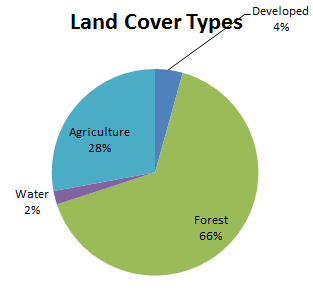 Land Cover Types
Developed
4%
Agriculture
28%
Water
2%
Forest
66%